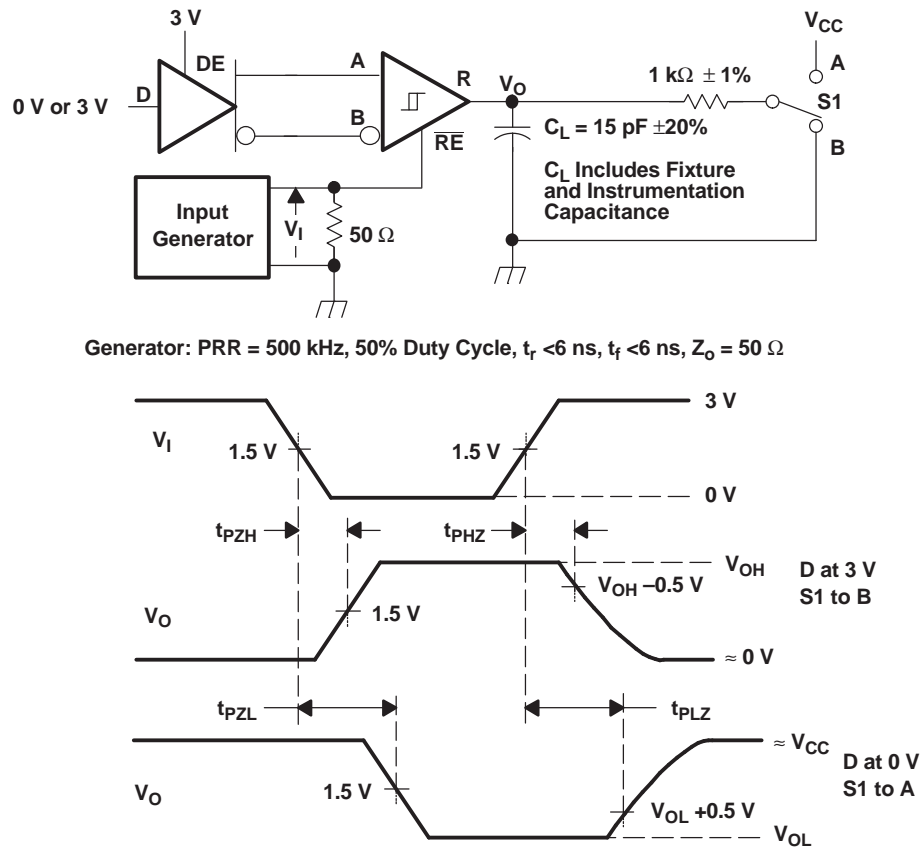 3 V
DE
D
0 V or 3 V
A
B
R
RE
V_O
1 kΩ ± 1%
V_CC
A
S1
B
C_L = 15 pF ±20%
C_L Includes Fixture
and Instrumentation
Capacitance
Input
Generator
V_I
50 Ω
Generator: PRR = 500 kHz, 50% Duty Cycle, t_r <6 ns, t_f <6 ns, Z_o = 50 Ω
3 V
V_I
1.5 V
1.5 V
0 V
t_PZH
t_PHZ
V_OH
V_OH –0.5 V
D at 3 V
S1 to B
V_O
1.5 V
≈ 0 V
t_PZL
t_PLZ
≈ V_CC
D at 0 V
S1 to A
V_O
1.5 V
V_OL +0.5 V
V_OL